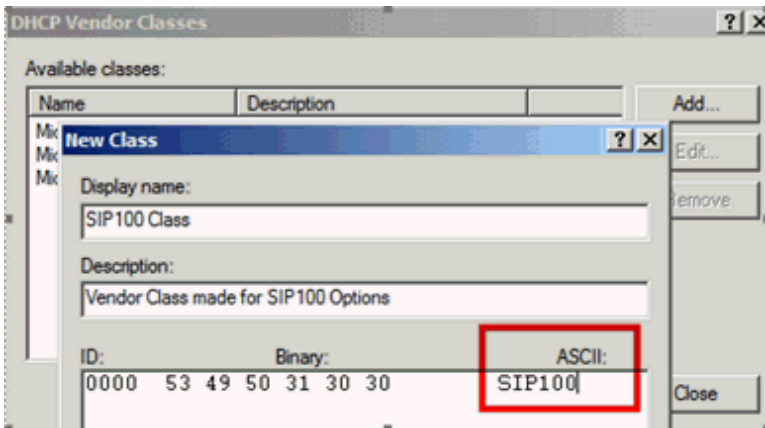 DHCP Vendor Classes
Available classes:
Name Description
Add...
New Class
Edit...
Display name:
SIP100 Class
Description:
Vendor Class made for SIP100 Options
ID: Binary: ASCII:
0000 53 49 50 31 30 30 SIP100
Close